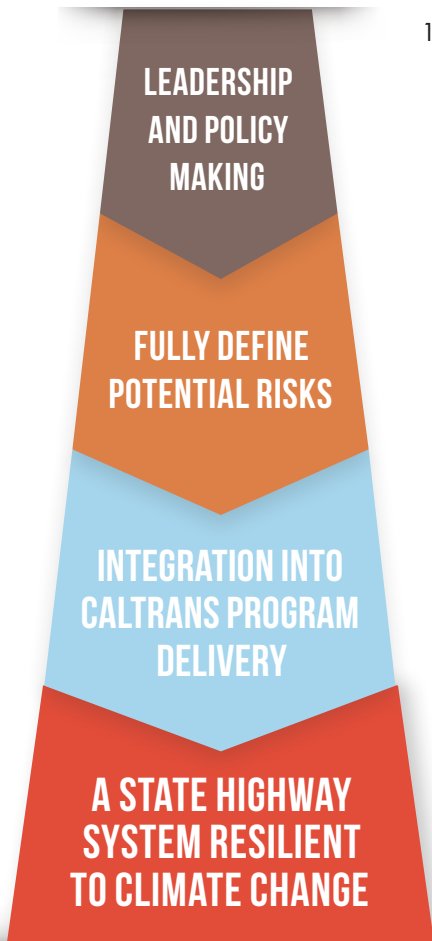 1
LEADERSHIP
AND POLICY
MAKING
FULLY DEFINE
POTENTIAL RISKS
INTEGRATION INTO
CALTRANS PROGRAM
DELIVERY
A STATE HIGHWAY
SYSTEM RESILIENT
TO CLIMATE CHANGE